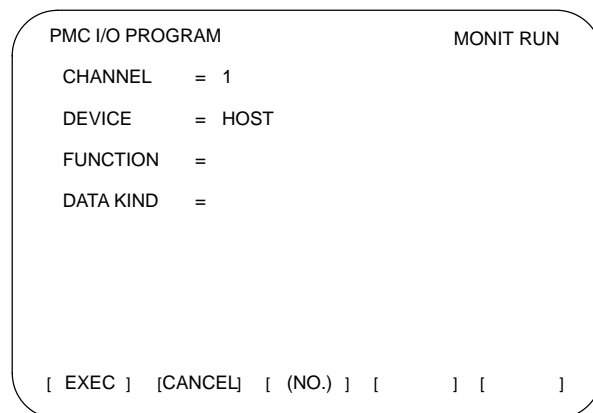 PMC I/O PROGRAM MONIT RUN
CHANNEL = 1
DEVICE = HOST
FUNCTION =
DATA KIND =
[ EXEC ] [CANCEL] [ (NO.) ] [ ] [ ]